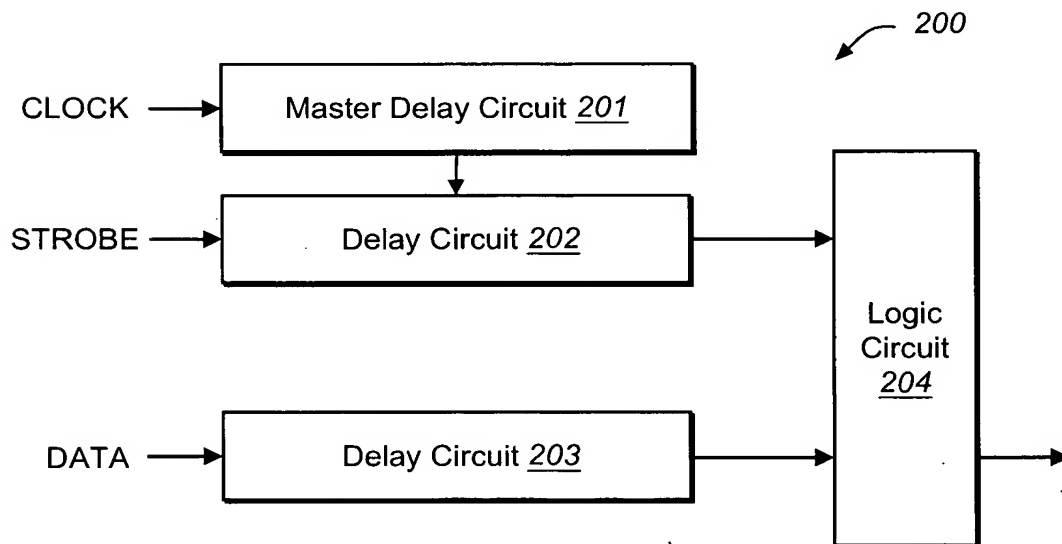 200
CLOCK
Master Delay Circuit 201
STROBE
Delay Circuit 202
Logic
Circuit
204
DATA
Delay Circuit 203